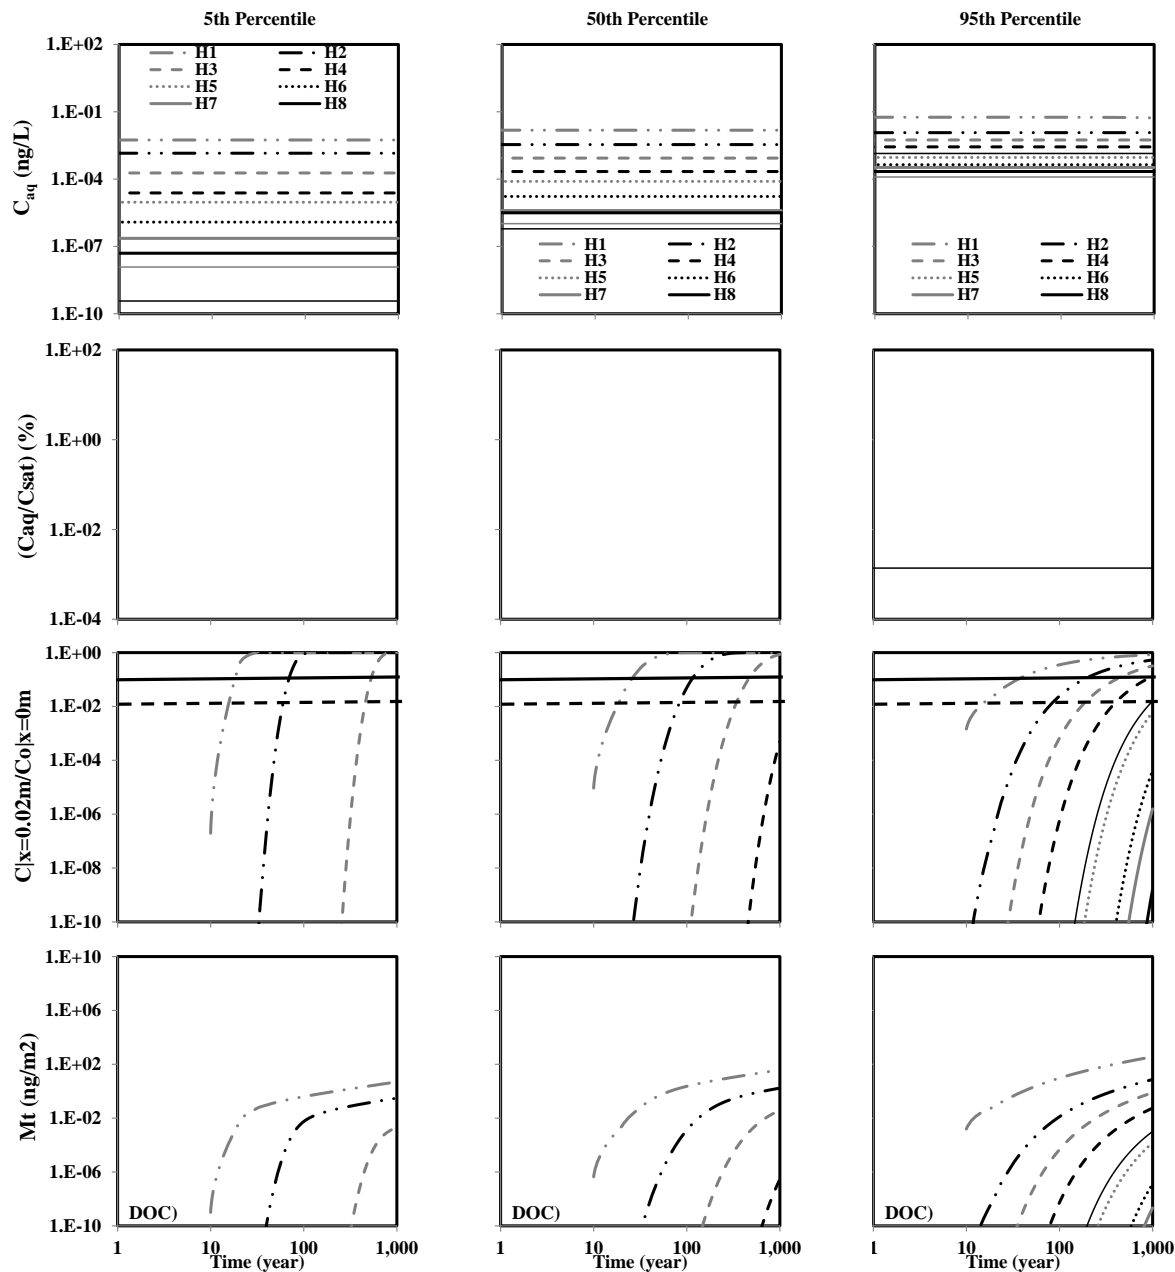 5th Percentile 50th Percentile 95th Percentile
C_aq (ng/L)
1.E+02
1.E-01
1.E-04
1.E-07
1.E-10
H1 H2
H3 H4
H5 H6
H7 H8
H1 H2
H3 H4
H5 H6
H7 H8
H1 H2
H3 H4
H5 H6
H7 H8
(Caq/Csat) (%)
1.E+02
1.E+00
1.E-02
1.E-04
C|x=0.02m/Co|x=0m
1.E+00
1.E-02
1.E-04
1.E-06
1.E-08
1.E-10
Mt (ng/m2)
1.E+10
1.E+06
1.E+02
1.E-02
1.E-06
1.E-10
DOC) DOC)
1 10 100 1,000 1 10 100 1,000 1 10 100 1,000
Time (year) Time (year) Time (year)